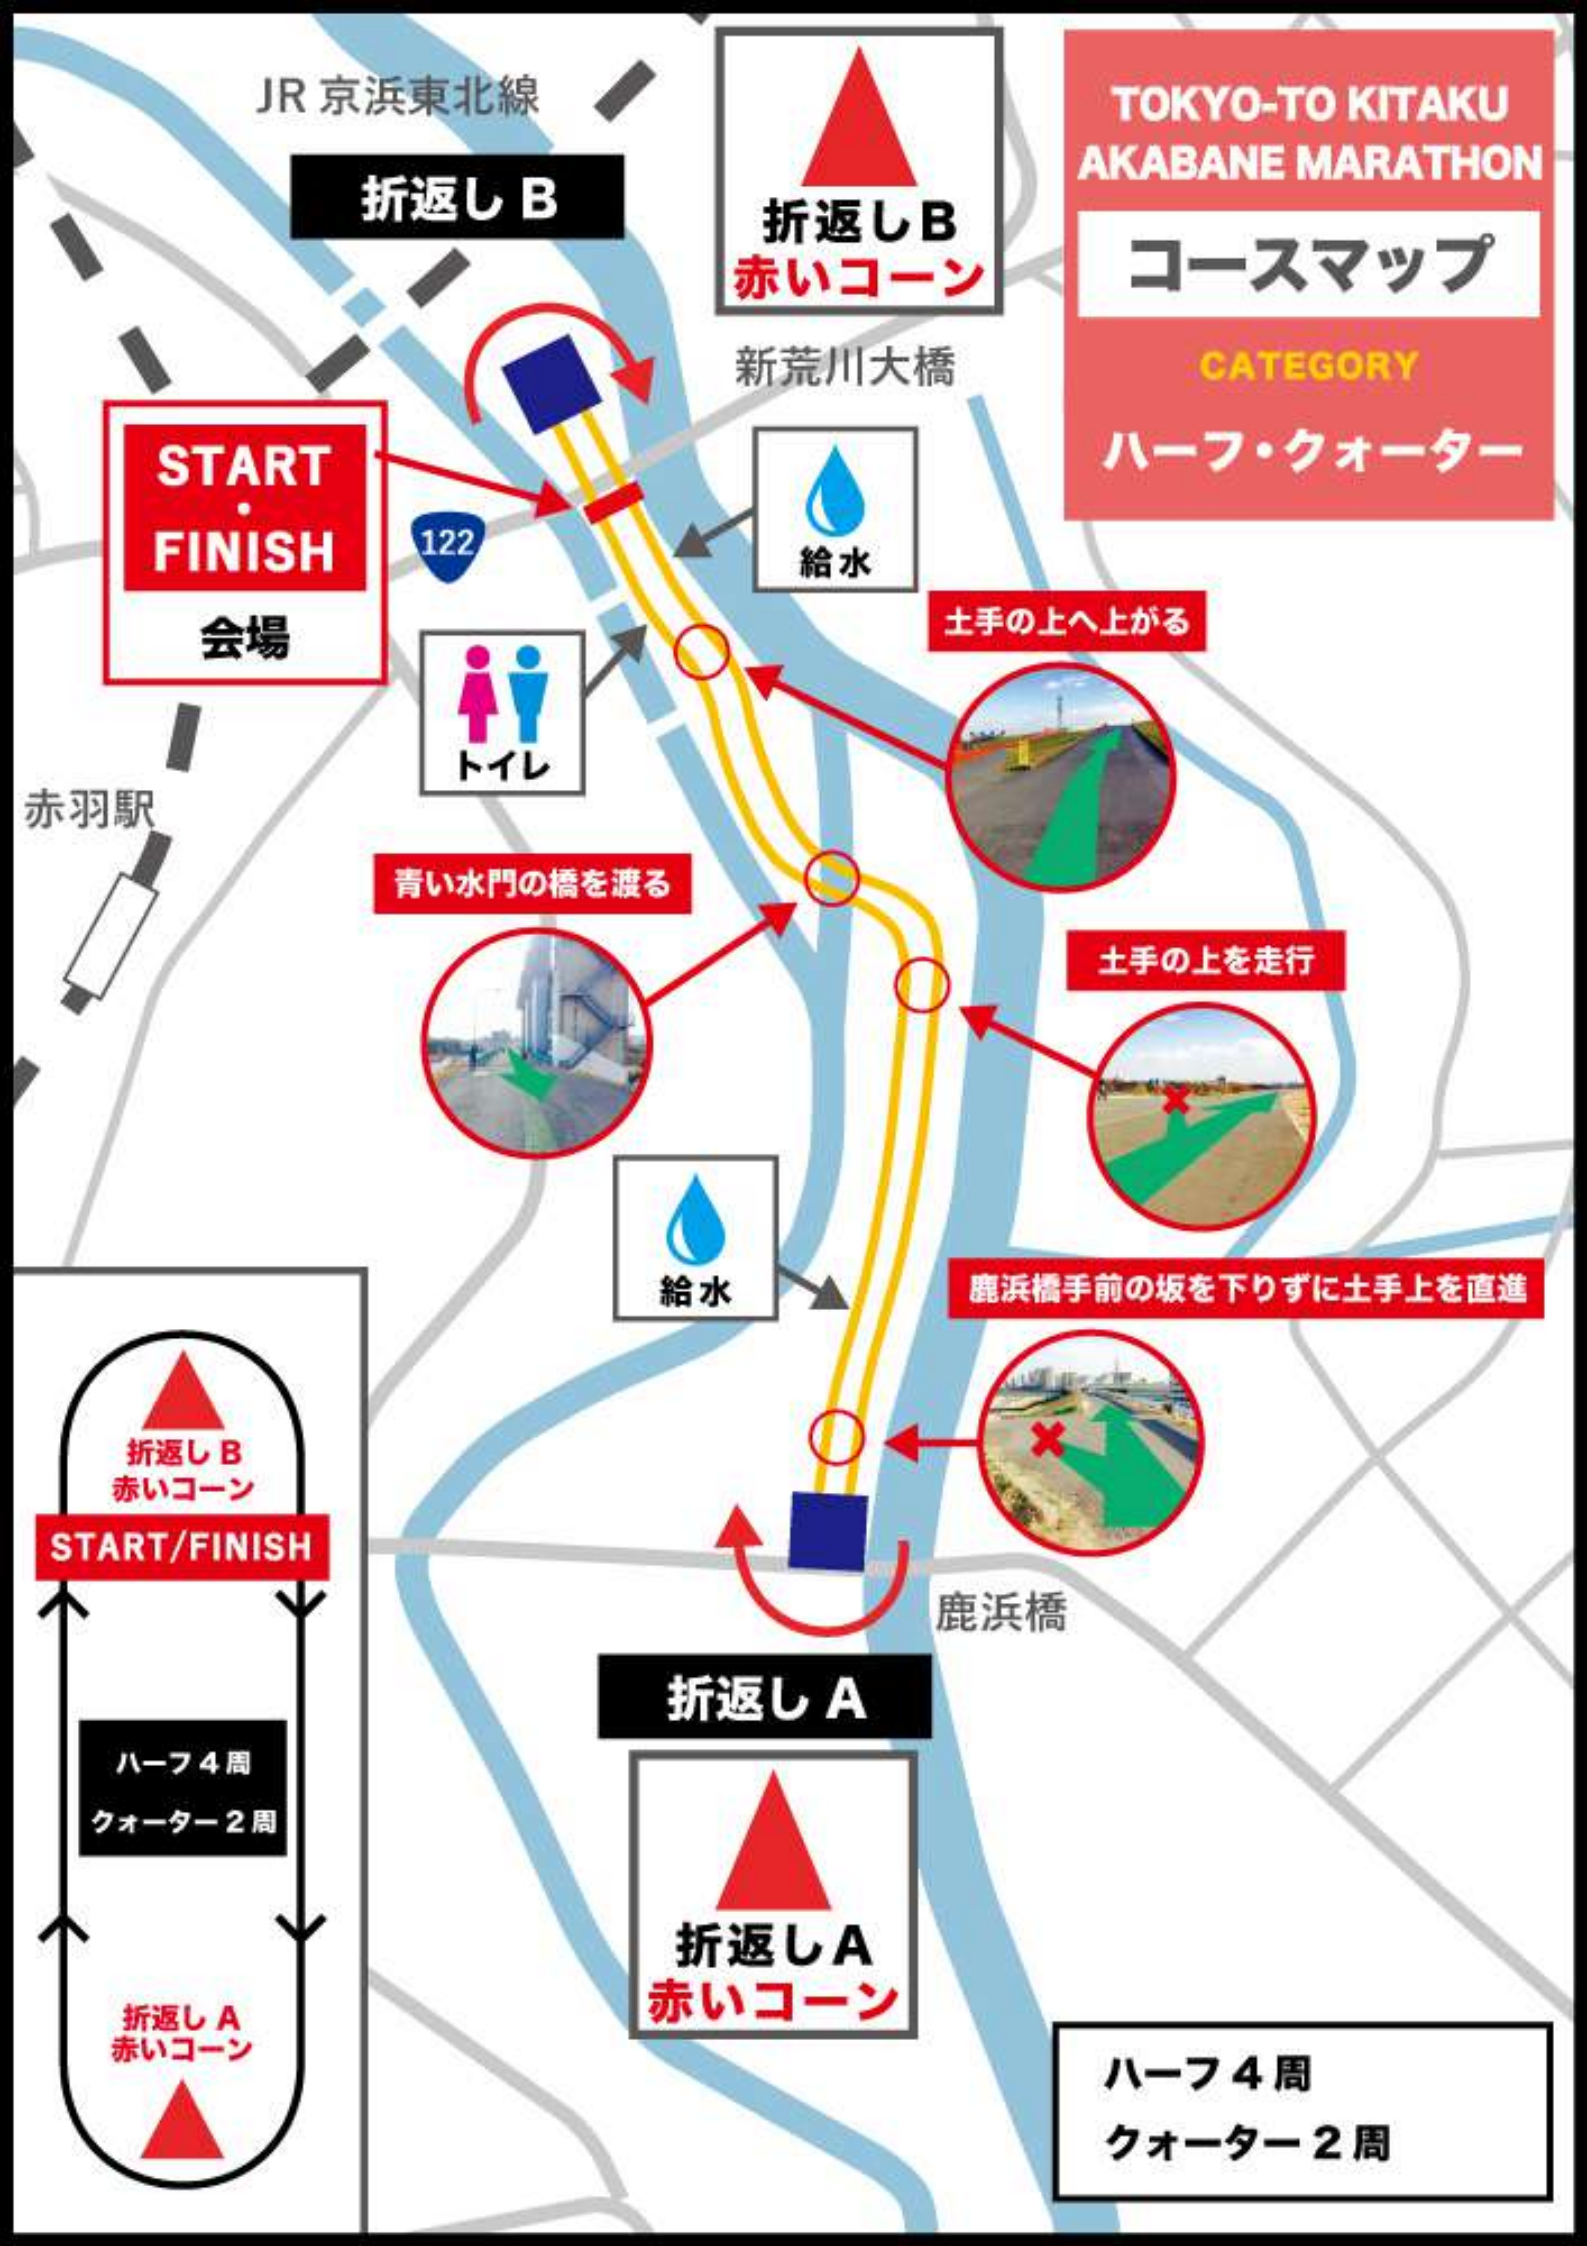 JR 京浜東北線
折返し B
折返しB
赤いコーン
TOKYO-TO KITAKU
AKABANE MARATHON
コースマップ
CATEGORY
ハーフ・クォーター
新荒川大橋
START
・
FINISH
会場
122
給水
トイレ
土手の上へ上がる
赤羽駅
青い水門の橋を渡る
土手の上を走行
給水
鹿浜橋手前の坂を下りずに土手上を直進
鹿浜橋
折返し A
折返しA
赤いコーン
折返し B
赤いコーン
START/FINISH
ハーフ 4 周
クォーター 2 周
折返し A
赤いコーン
ハーフ 4 周
クォーター 2 周